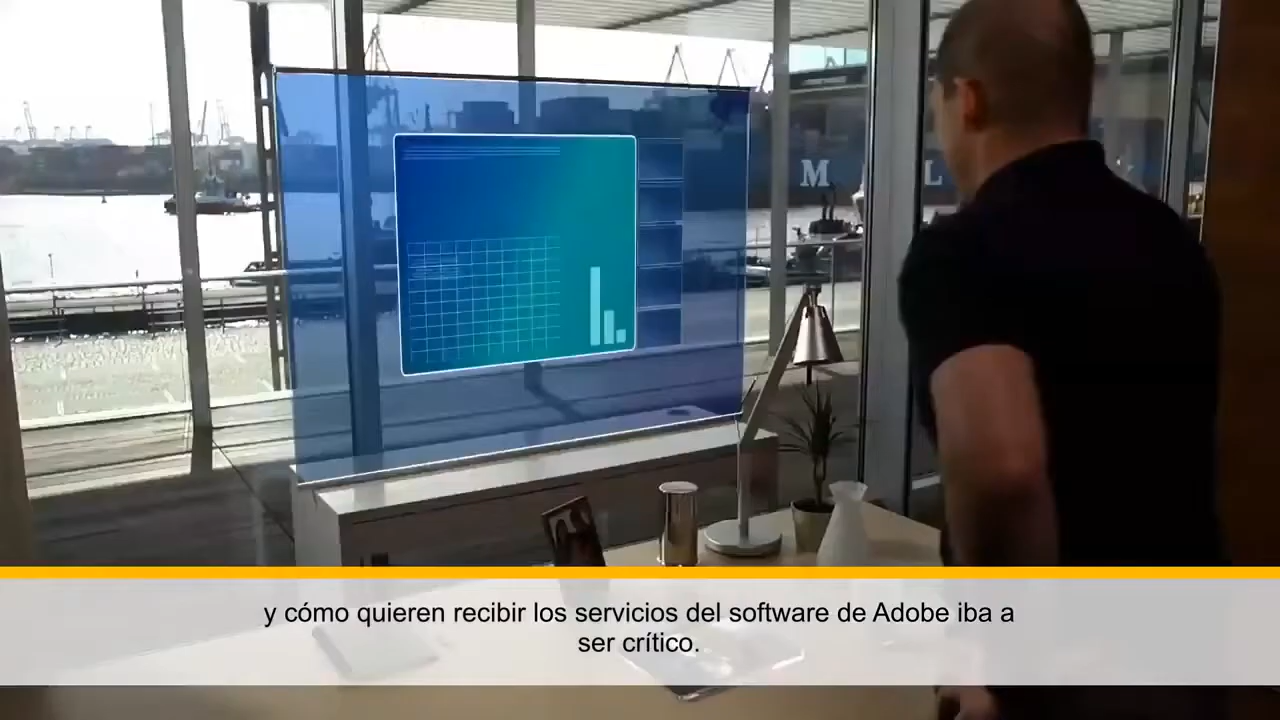 M L
y cómo quieren recibir los servicios del software de Adobe iba a
ser crítico.